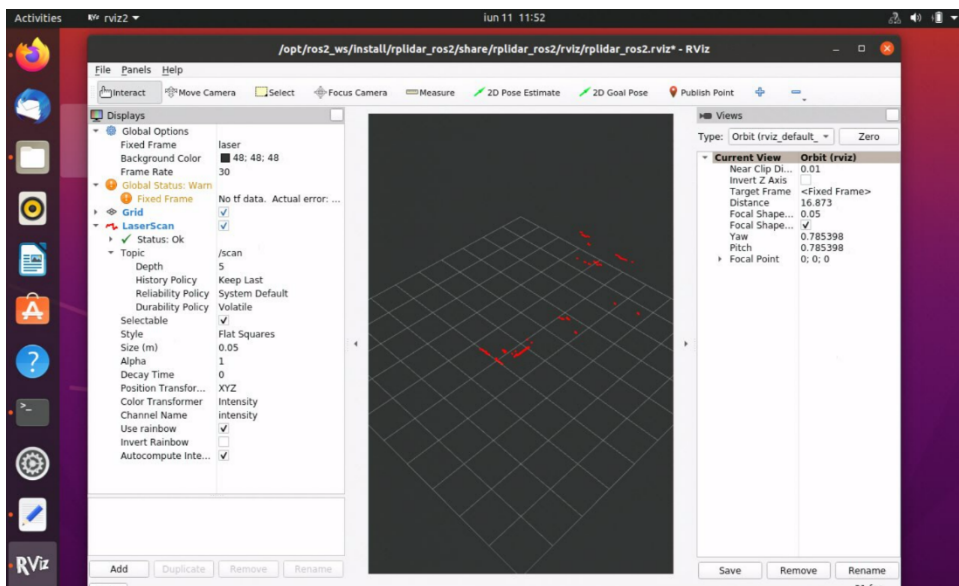 Activities
rviz2
iun 11 11:52
/opt/ros2_ws/install/rplidar_ros2/share/rplidar_ros2/rviz/rplidar_ros2.rviz* - RViz
File Panels Help
Interact Move Camera Select Focus Camera Measure 2D Pose Estimate 2D Goal Pose Publish Point
Displays
Global Options
Fixed Frame laser
Background Color 48; 48; 48
Frame Rate 30
Global Status: Warn
Fixed Frame No tf data. Actual error: ...
Grid
LaserScan
Status: Ok
Topic /scan
Depth 5
History Policy Keep Last
Reliability Policy System Default
Durability Policy Volatile
Selectable
Style Flat Squares
Size (m) 0.05
Alpha 1
Decay Time 0
Position Transfor... XYZ
Color Transformer Intensity
Channel Name intensity
Use rainbow
Invert Rainbow
Autocompute Inte...
Add Duplicate Remove Rename
Views
Type: Orbit (rviz_default_ Zero
Current View Orbit (rviz)
Near Clip Di... 0.01
Invert Z Axis
Target Frame <Fixed Frame>
Distance 16.873
Focal Shape... 0.05
Focal Shape...
Yaw 0.785398
Pitch 0.785398
Focal Point 0; 0; 0
Save Remove Rename
RViz